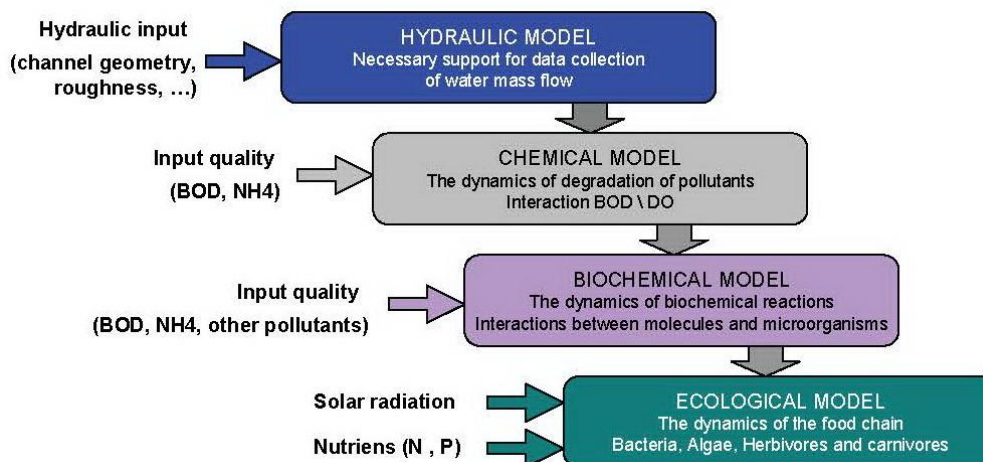 Hydraulic input
(channel geometry,
roughness, ...)
HYDRAULIC MODEL
Necessary support for data collection
of water mass flow
Input quality
(BOD, NH4)
CHEMICAL MODEL
The dynamics of degradation of pollutants
Interaction BOD \ DO
Input quality
(BOD, NH4, other pollutants)
BIOCHEMICAL MODEL
The dynamics of biochemical reactions
Interactions between molecules and microorganisms
Solar radiation
Nutriens (N , P)
ECOLOGICAL MODEL
The dynamics of the food chain
Bacteria, Algae, Herbivores and carnivores